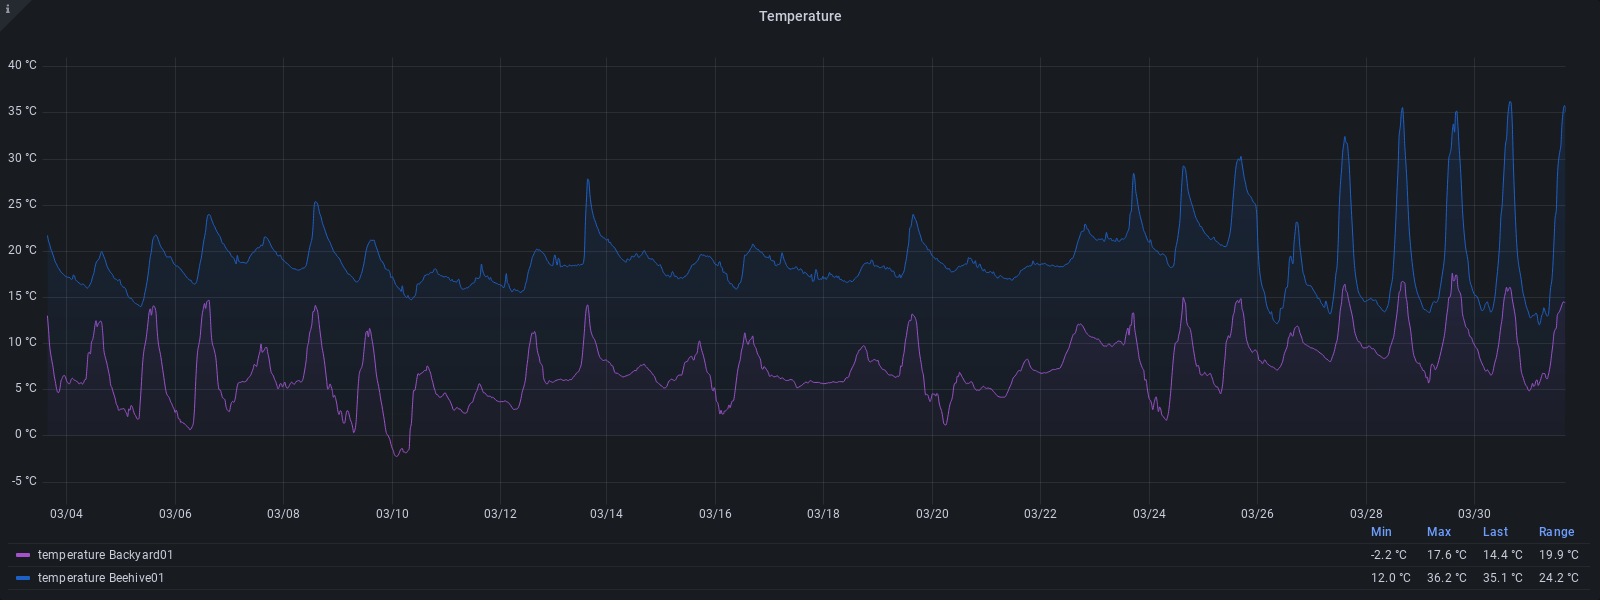 i
Temperature
40 °C
35 °C
30 °C
25 °C
20 °C
15 °C
10 °C
5 °C
0 °C
-5 °C
03/04 03/06 03/08 03/10 03/12 03/14 03/16 03/18 03/20 03/22 03/24 03/26 03/28 03/30
Min Max Last Range
temperature Backyard01 -2.2 °C 17.6 °C 14.4 °C 19.9 °C
temperature Beehive01 12.0 °C 36.2 °C 35.1 °C 24.2 °C